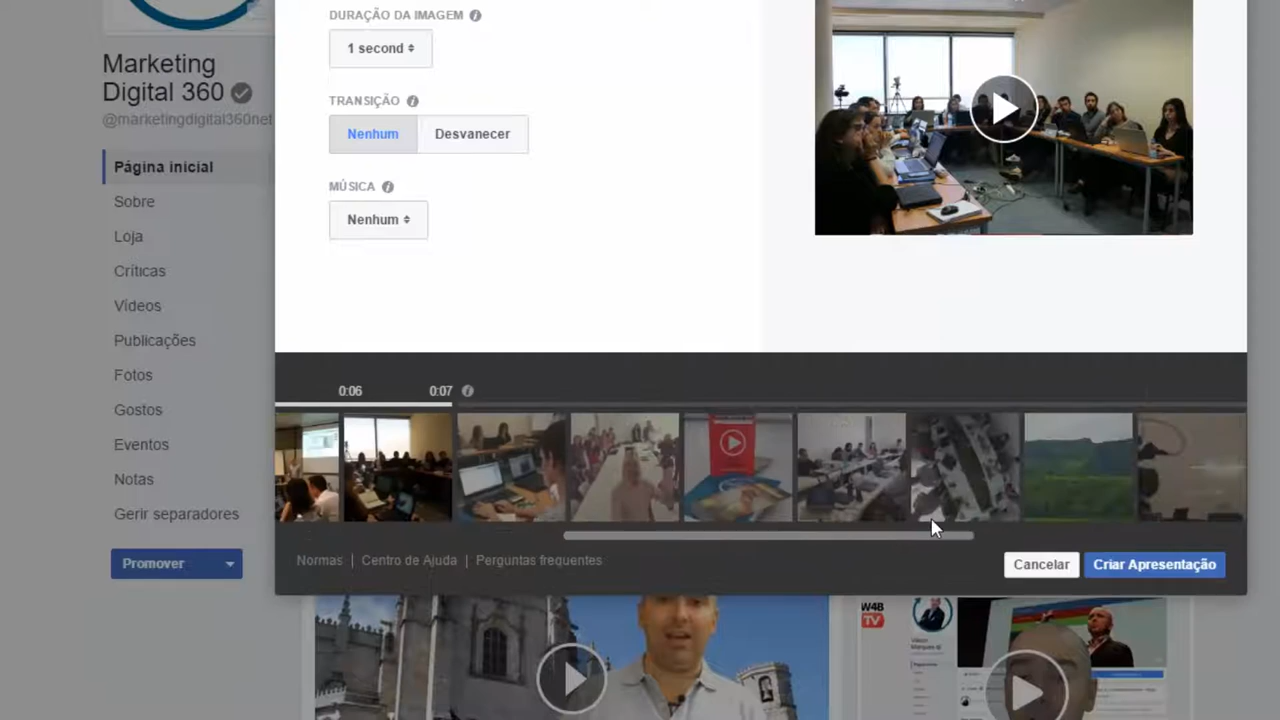 Marketing
Digital 360
@marketingdigital360net
Página inicial
Sobre
Loja
Críticas
Vídeos
Publicações
Fotos
Gostos
Eventos
Notas
Gerir separadores
Promover
DURAÇÃO DA IMAGEM
1 second
TRANSIÇÃO
Nenhum Desvanecer
MÚSICA
Nenhum
0:06 0:07
Normas | Centro de Ajuda | Perguntas frequentes
Cancelar Criar Apresentação
W4B
TV